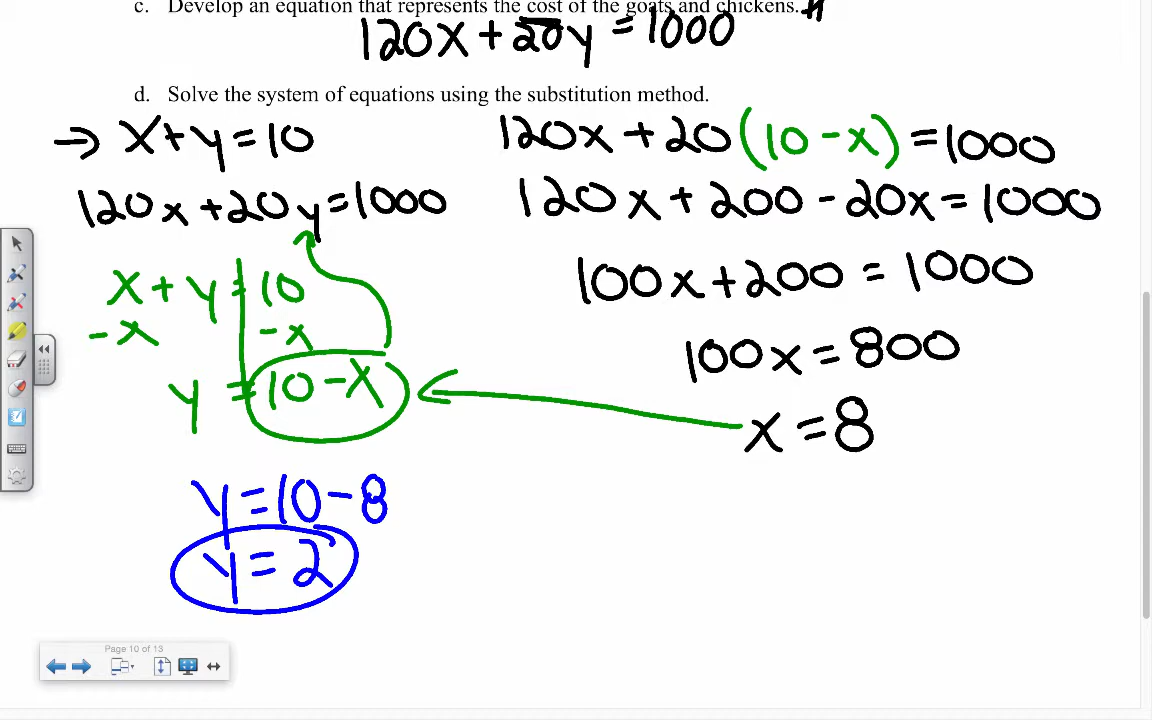 c. Develop an equation that represents the cost of the goats and chickens.
120x + 20y = 1000
d. Solve the system of equations using the substitution method.
→ x+y=10
120x +20y=1000
x + y = 10
-x -x
y = 10-x
y = 10-8
y = 2
120x + 20(10-x) = 1000
120x + 200 - 20x = 1000
100x + 200 = 1000
100x = 800
x = 8
Page 10 of 13